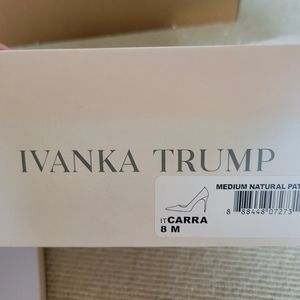 IVANKA TRUMP
MEDIUM NATURAL PAT
8 88448 07273
IT CARRA
8 M